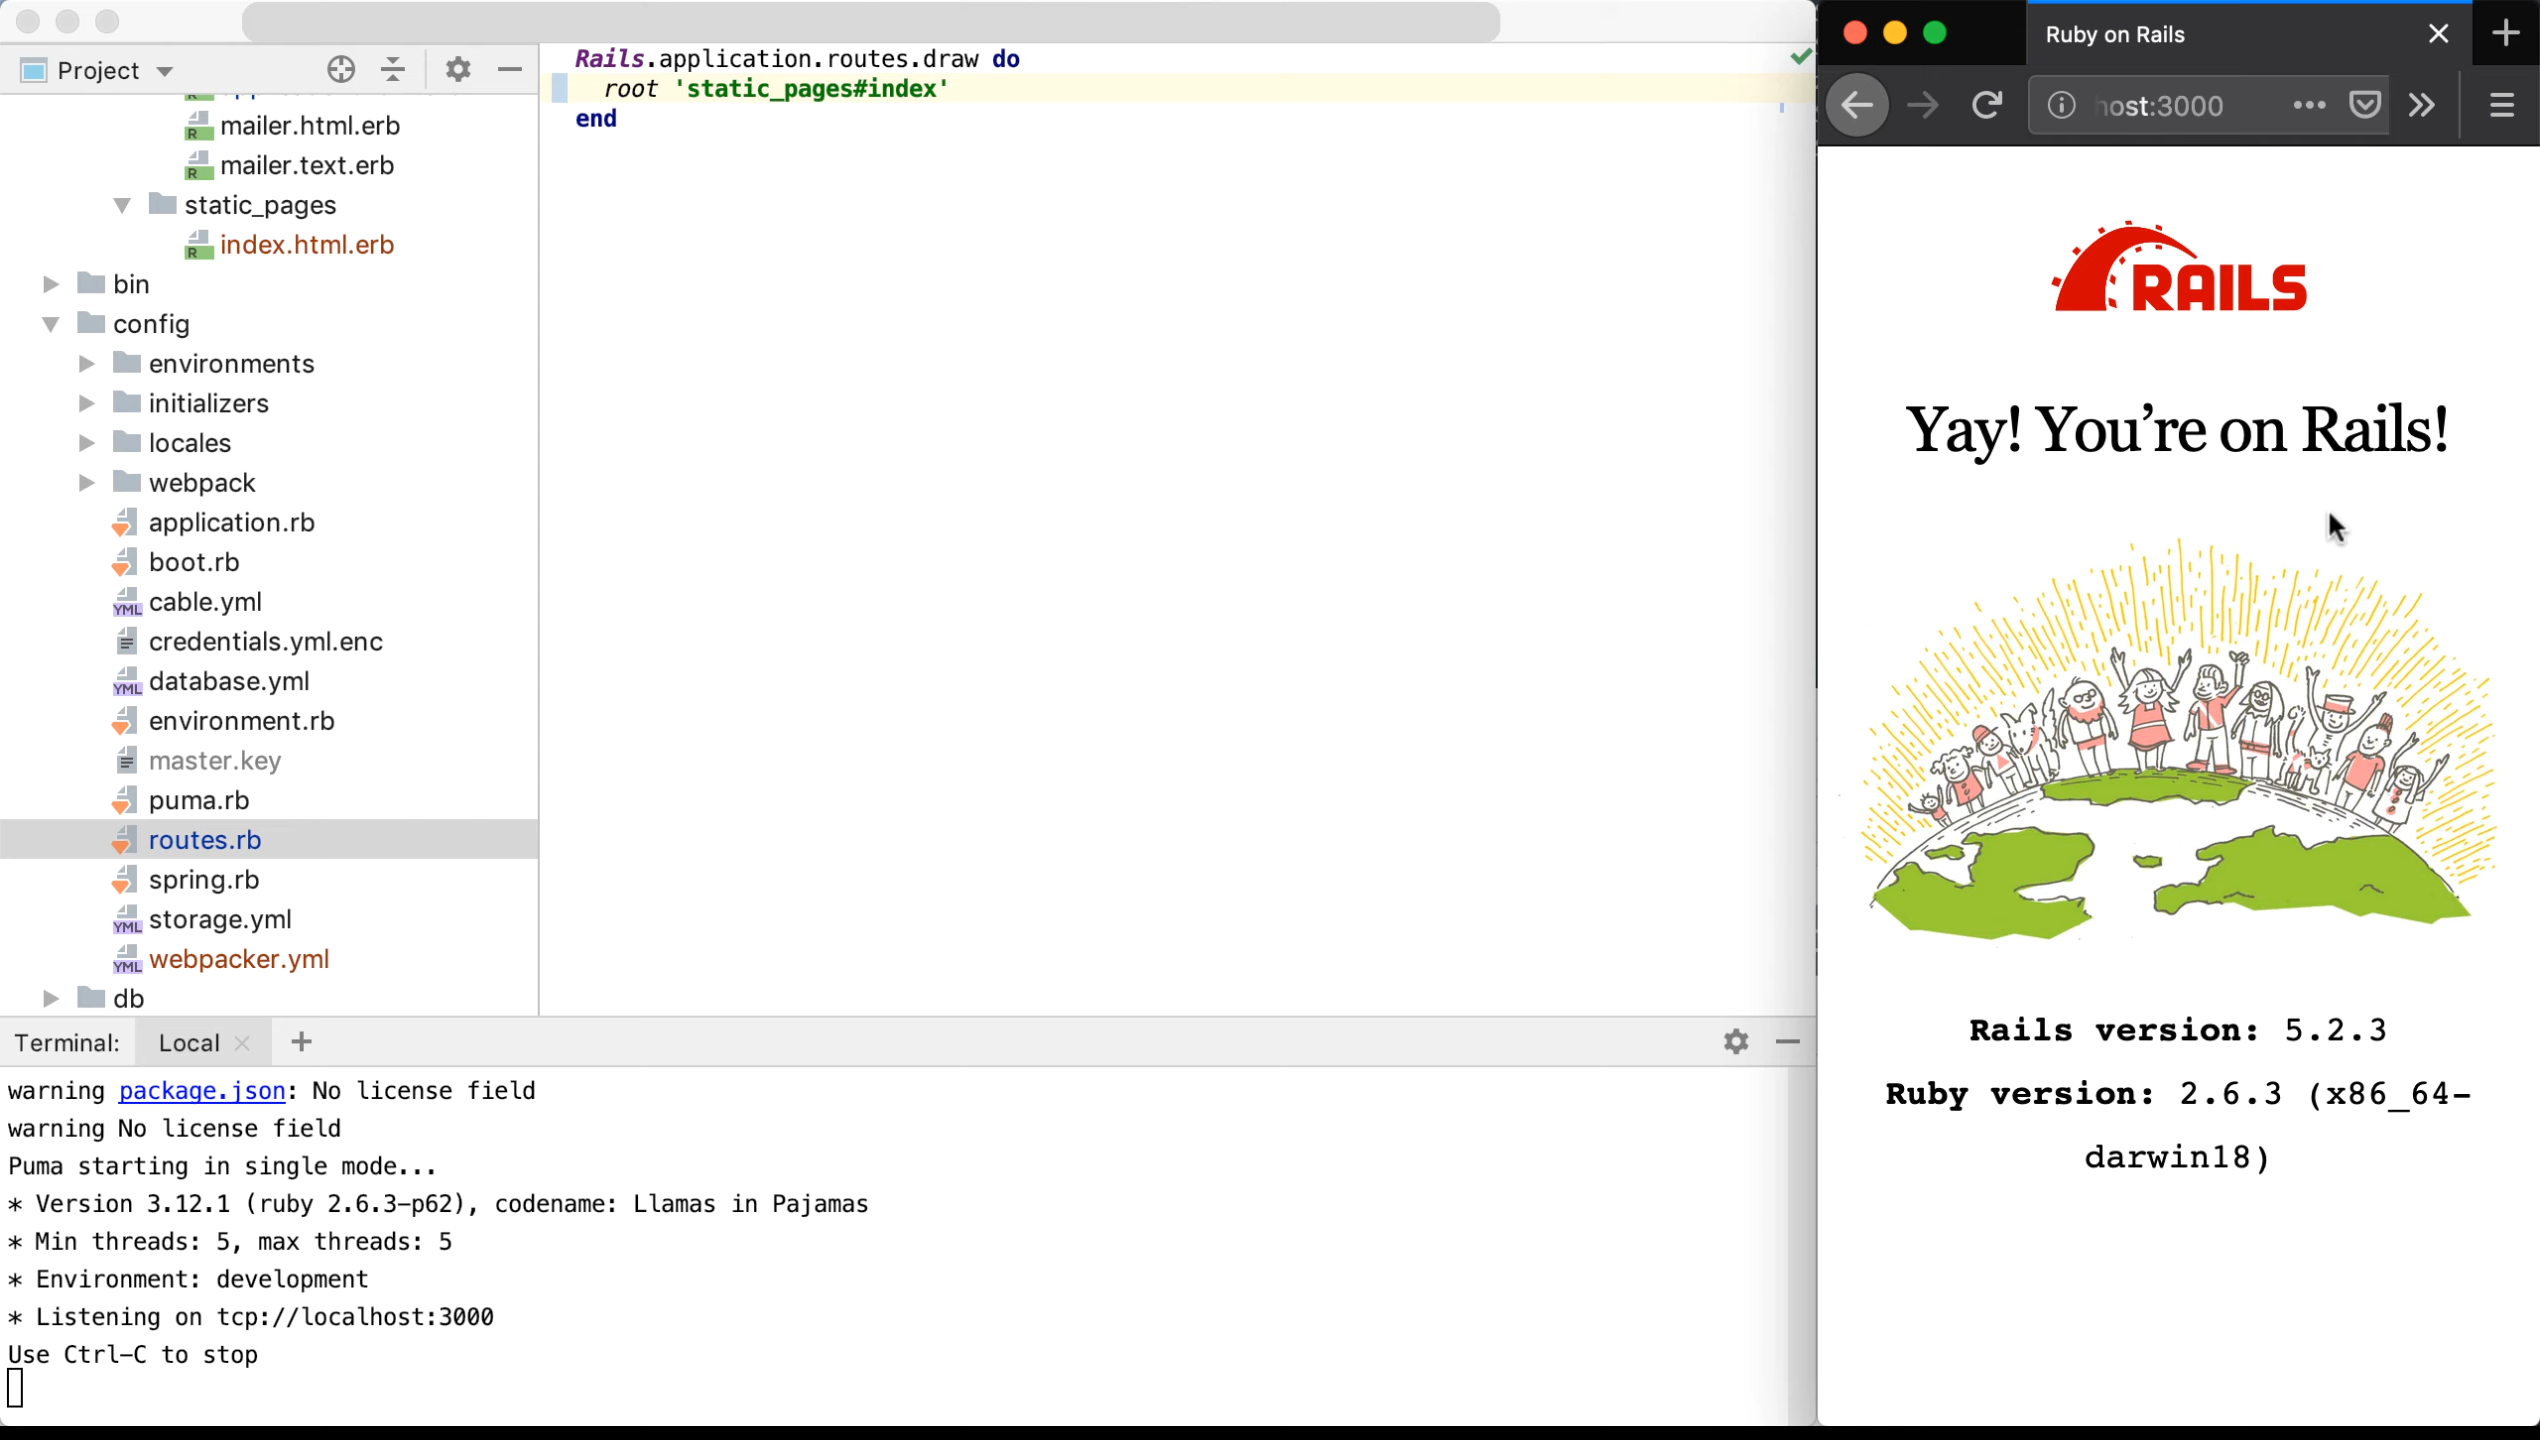 Project
mailer.html.erb
mailer.text.erb
static_pages
index.html.erb
bin
config
environments
initializers
locales
webpack
application.rb
boot.rb
cable.yml
credentials.yml.enc
database.yml
environment.rb
master.key
puma.rb
routes.rb
spring.rb
storage.yml
webpacker.yml
db
Rails.application.routes.draw do
root 'static_pages#index'
end
Terminal: Local
warning package.json: No license field
warning No license field
Puma starting in single mode...
* Version 3.12.1 (ruby 2.6.3-p62), codename: Llamas in Pajamas
* Min threads: 5, max threads: 5
* Environment: development
* Listening on tcp://localhost:3000
Use Ctrl-C to stop
Ruby on Rails
host:3000
RAILS
Yay! You’re on Rails!
Rails version: 5.2.3
Ruby version: 2.6.3 (x86_64-
darwin18)